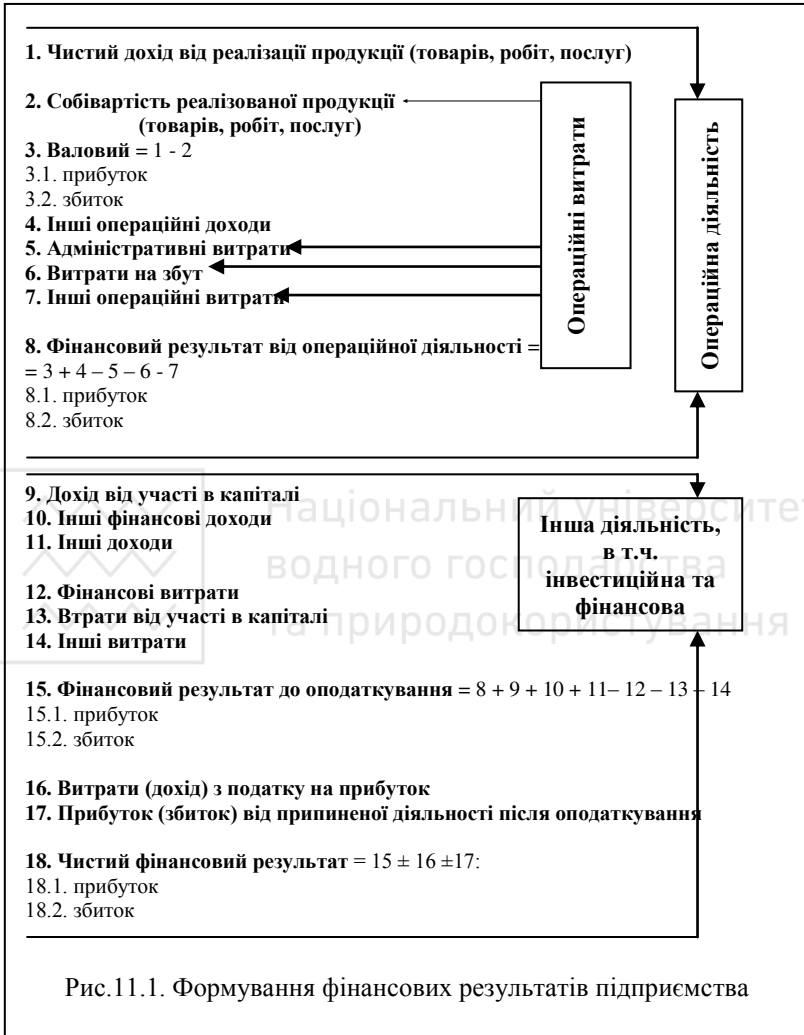 1. Чистий дохід від реалізації продукції (товарів, робіт, послуг)
2. Собівартість реалізованої продукції
(товарів, робіт, послуг)
3. Валовий = 1 - 2
3.1. прибуток
3.2. збиток
4. Інші операційні доходи
5. Адміністративні витрати
6. Витрати на збут
7. Інші операційні витрати
8. Фінансовий результат від операційної діяльності =
= 3 + 4 – 5 – 6 - 7
8.1. прибуток
8.2. збиток
Операційні витрати
Операційна діяльність
9. Дохід від участі в капіталі
10. Інші фінансові доходи
11. Інші доходи
12. Фінансові витрати
13. Втрати від участі в капіталі
14. Інші витрати
Інша діяльність,
в т.ч.
інвестиційна та
фінансова
Національний університет
водного господарства
та природокористування
15. Фінансовий результат до оподаткування = 8 + 9 + 10 + 11– 12 – 13 – 14
15.1. прибуток
15.2. збиток
16. Витрати (дохід) з податку на прибуток
17. Прибуток (збиток) від припиненої діяльності після оподаткування
18. Чистий фінансовий результат = 15 ± 16 ±17:
18.1. прибуток
18.2. збиток
Рис.11.1. Формування фінансових результатів підприємства